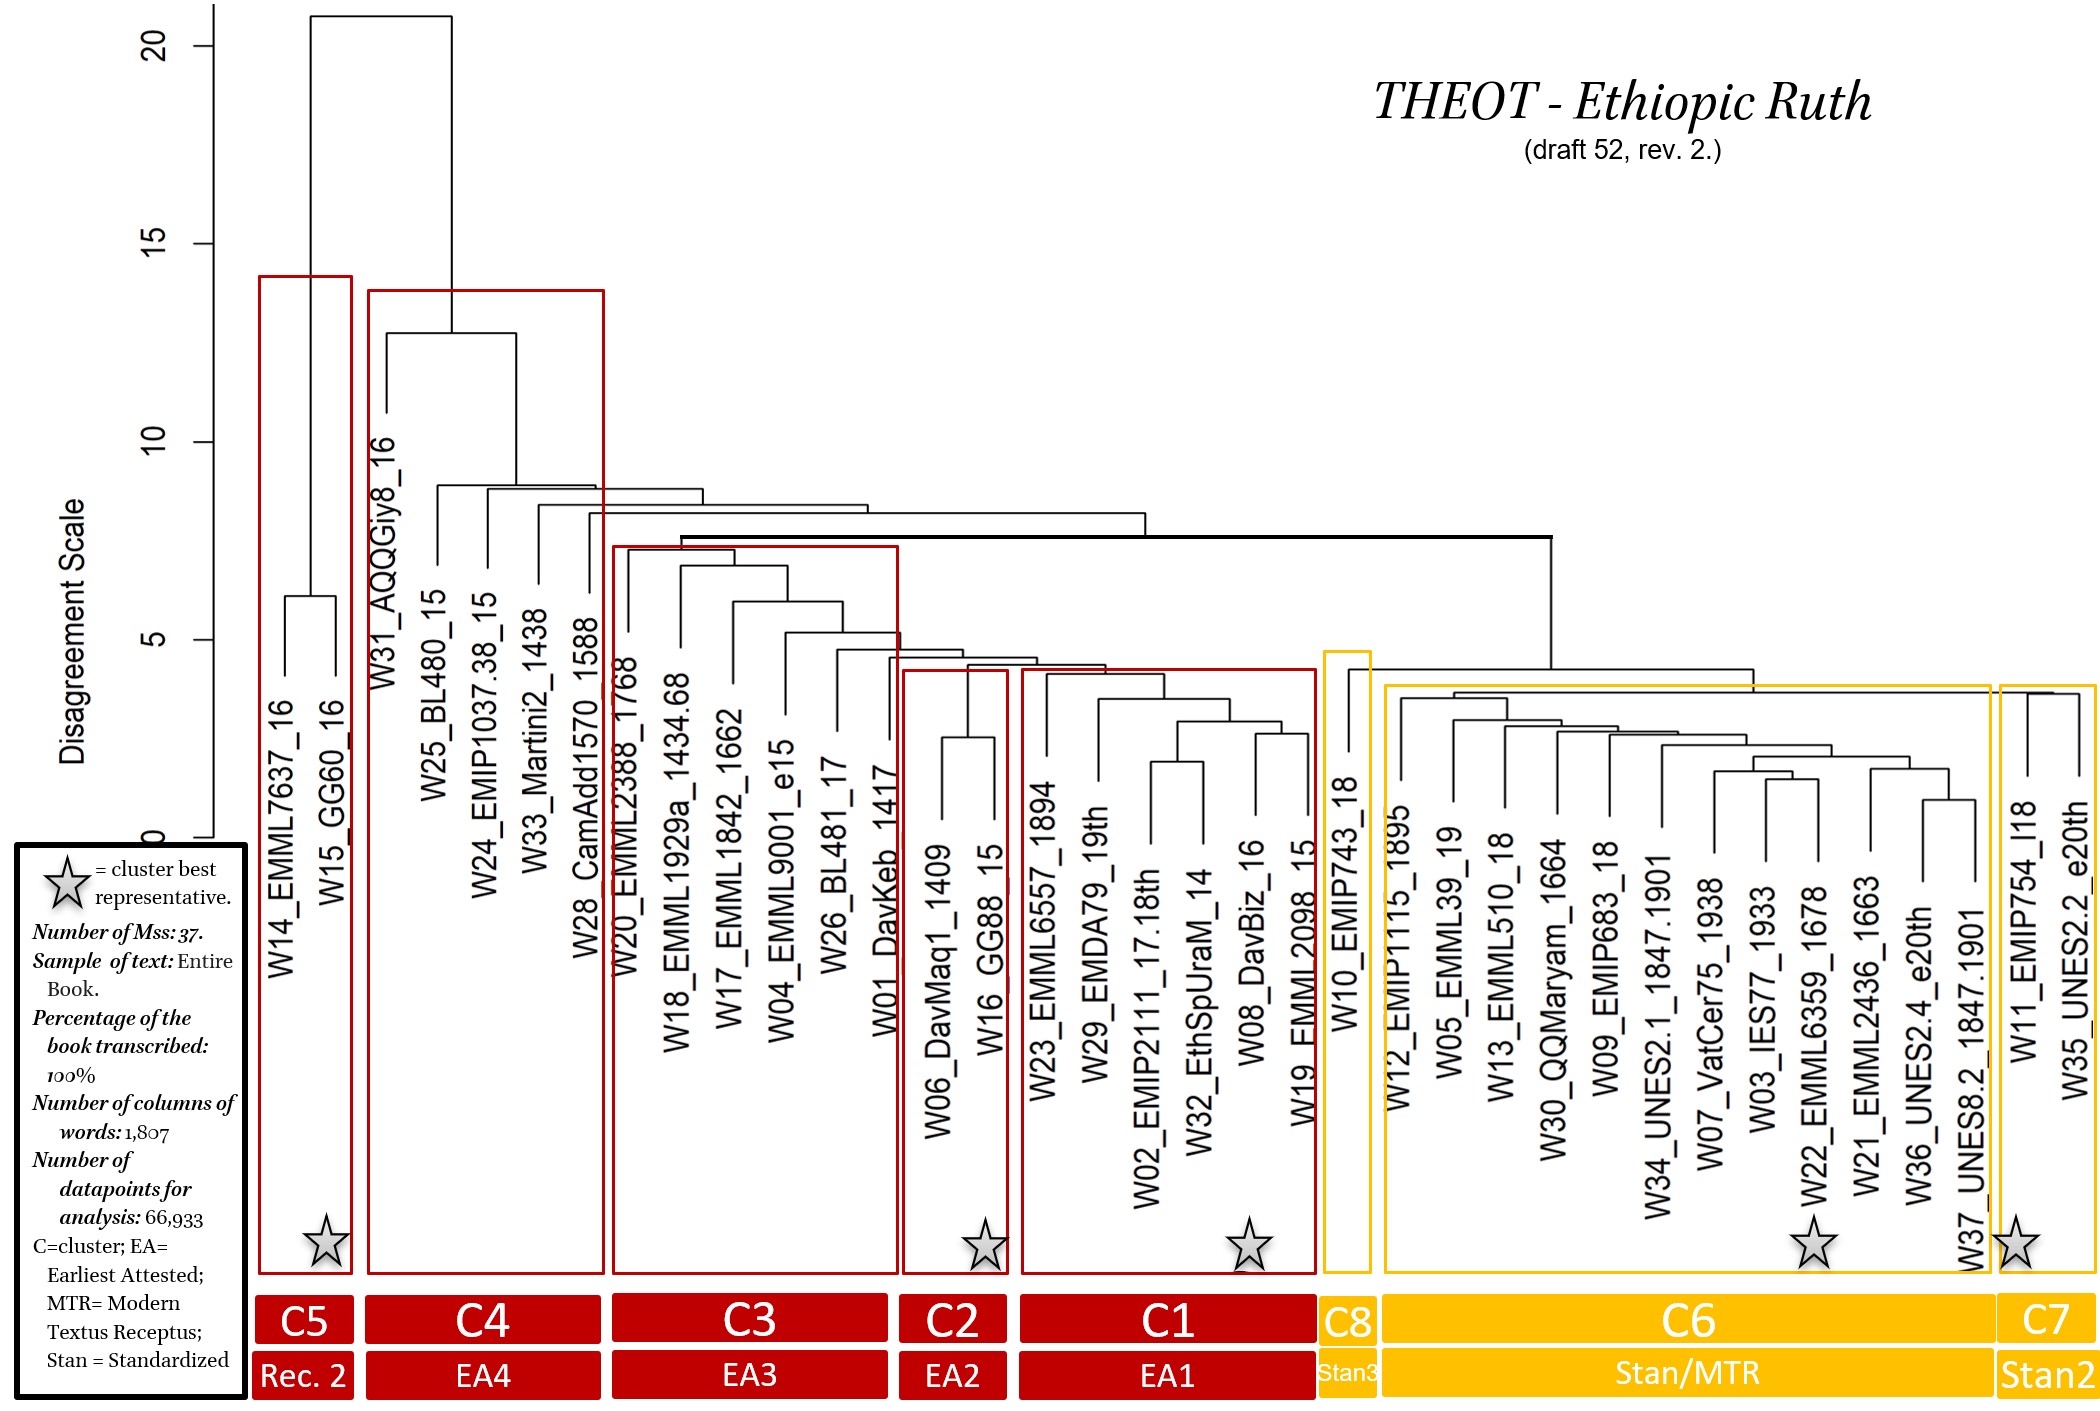 THEOT - Ethiopic Ruth
(draft 52, rev. 2.)
Disagreement Scale
20
15
10
5
0
W14_EMML7637_16
W15_GG60_16
W31_AQQGiy8_16
W25_BL480_15
W24_EMIP1037.38_15
W33_Martini2_1438
W28_CamAdd1570_1588
W20_EMML2388_1768
W18_EMML1929a_1434.68
W17_EMML1842_1662
W04_EMML9001_e15
W26_BL481_17
W01_DavKeb_1417
W06_DavMaq1_1409
W16_GG88_15
W23_EMML6557_1894
W29_EMDA79_19th
W02_EMIP2111_17.18th
W32_EthSpUraM_14
W08_DavBiz_16
W19_EMML2098_15
W10_EMIP743_18
W12_EMIP1115_1895
W05_EMML39_19
W13_EMML510_18
W30_QQMaryam_1664
W09_EMIP683_18
W34_UNES2.1_1847.1901
W07_VatCer75_1938
W03_IES77_1933
W22_EMML6359_1678
W21_EMML2436_1663
W36_UNES2.4_e20th
W37_UNES8.2_1847.1901
W11_EMIP754_l18
W35_UNES2.2_e20th
= cluster best
representative.
Number of Mss: 37.
Sample of text: Entire
Book.
Percentage of the
book transcribed:
100%
Number of columns of
words: 1,807
Number of
datapoints for
analysis: 66,933
C=cluster; EA=
Earliest Attested;
MTR= Modern
Textus Receptus;
Stan = Standardized
C5
C4
C3
C2
C1
C8
C6
C7
Rec. 2
EA4
EA3
EA2
EA1
Stan3
Stan/MTR
Stan2